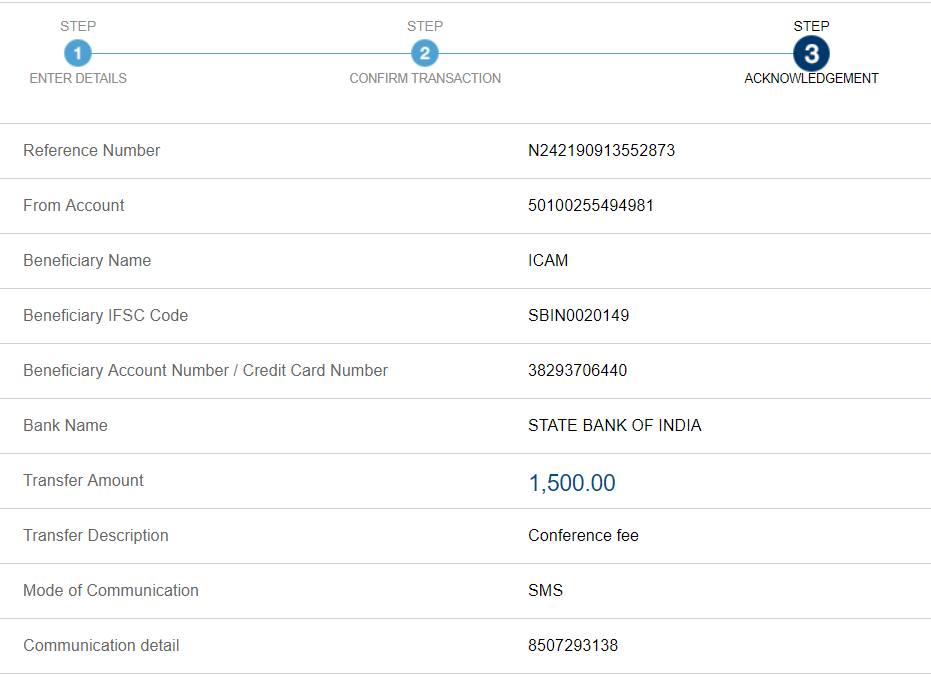 STEP STEP STEP
1 2 3
ENTER DETAILS CONFIRM TRANSACTION ACKNOWLEDGEMENT
Reference Number N242190913552873
From Account 50100255494981
Beneficiary Name ICAM
Beneficiary IFSC Code SBIN0020149
Beneficiary Account Number / Credit Card Number 38293706440
Bank Name STATE BANK OF INDIA
Transfer Amount 1,500.00
Transfer Description Conference fee
Mode of Communication SMS
Communication detail 8507293138